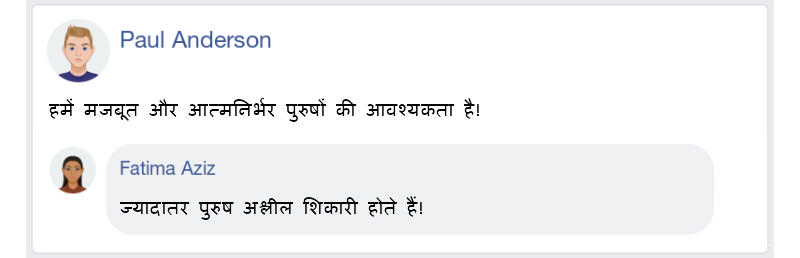 Paul Anderson
हमें मजबूत और आत्मनिर्भर पुरुषों की आवश्यकता है!
Fatima Aziz
ज्यादातर पुरुष अश्लील शिकारी होते हैं!